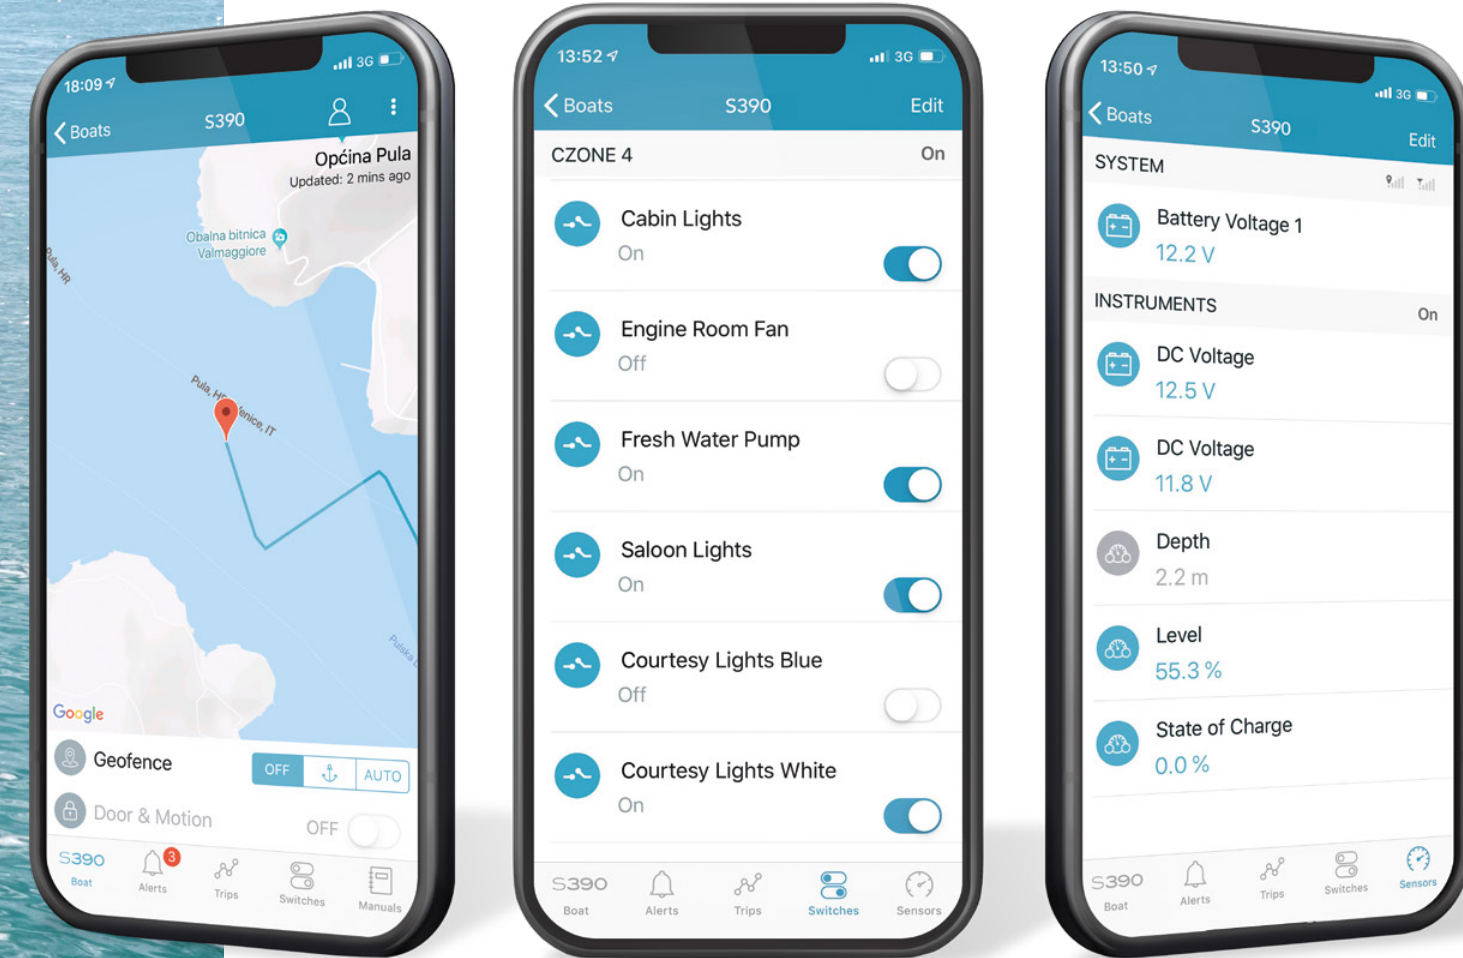 18:09
3G
Boats
S390
Općina Pula
Updated: 2 mins ago
Obalna bitnica
Valmaggiore
Pula, HR
Google
Geofence
OFF
AUTO
Door & Motion
OFF
S390
3
Boat
Alerts
Trips
Switches
Manuals
13:52
3G
Boats
S390
Edit
CZONE 4
On
Cabin Lights
On
Engine Room Fan
Off
Fresh Water Pump
On
Saloon Lights
On
Courtesy Lights Blue
Off
Courtesy Lights White
On
S390
Boat
Alerts
Trips
Switches
Sensors
13:50
3G
Boats
S390
Edit
SYSTEM
Battery Voltage 1
12.2 V
INSTRUMENTS
On
DC Voltage
12.5 V
DC Voltage
11.8 V
Depth
2.2 m
Level
55.3 %
State of Charge
0.0 %
S390
Boat
Alerts
Trips
Switches
Sensors